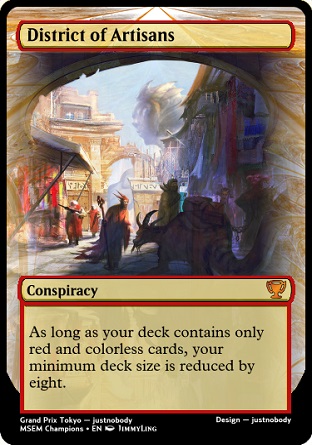 District of Artisans
Conspiracy
As long as your deck contains only
red and colorless cards, your
minimum deck size is reduced by
eight.
Grand Prix Tokyo — justnobody
Design — justnobody
MSEM Champions • EN JimmyLing